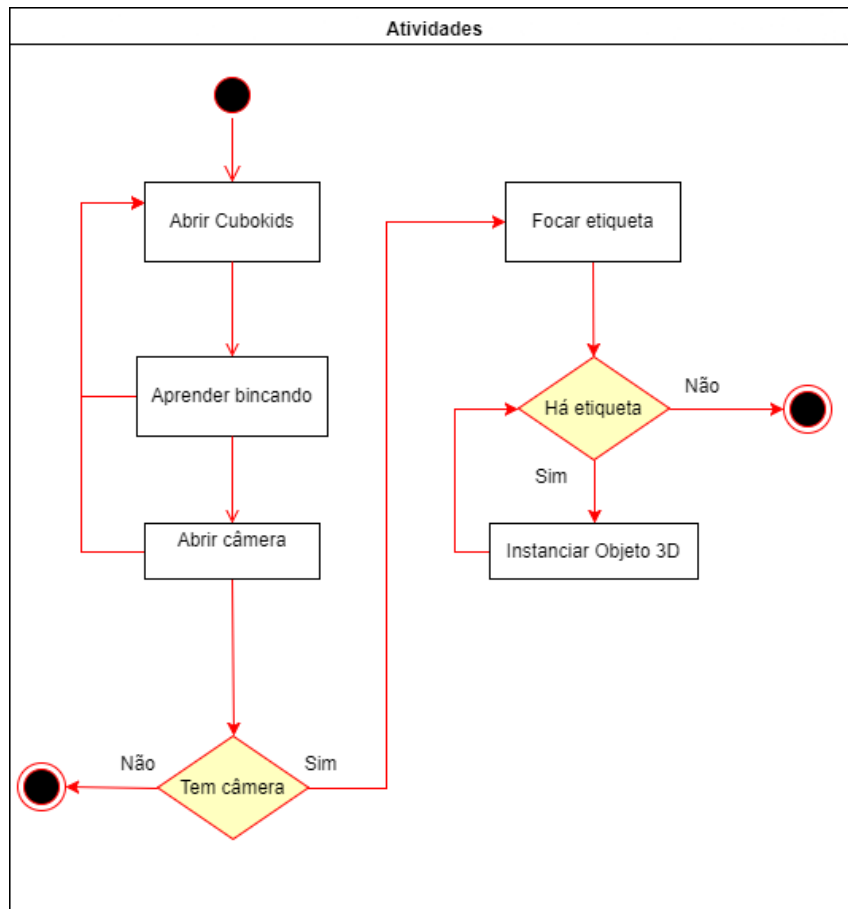 Atividades
Abrir Cubokids
Aprender bincando
Abrir câmera
Não
Tem câmera
Sim
Focar etiqueta
Há etiqueta
Não
Sim
Instanciar Objeto 3D